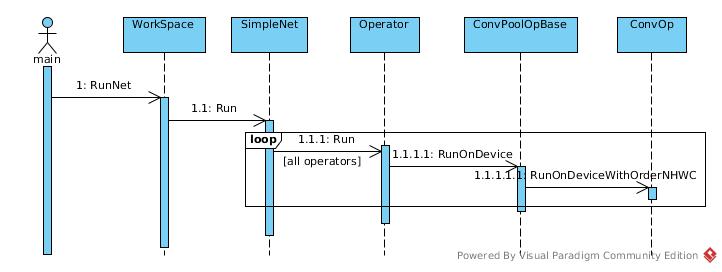 WorkSpace
SimpleNet
Operator
ConvPoolOpBase
ConvOp
main
1: RunNet
1.1: Run
loop
1.1.1: Run
[all operators]
1.1.1.1: RunOnDevice
1.1.1.1.1: RunOnDeviceWithOrderNHWC
Powered By Visual Paradigm Community Edition